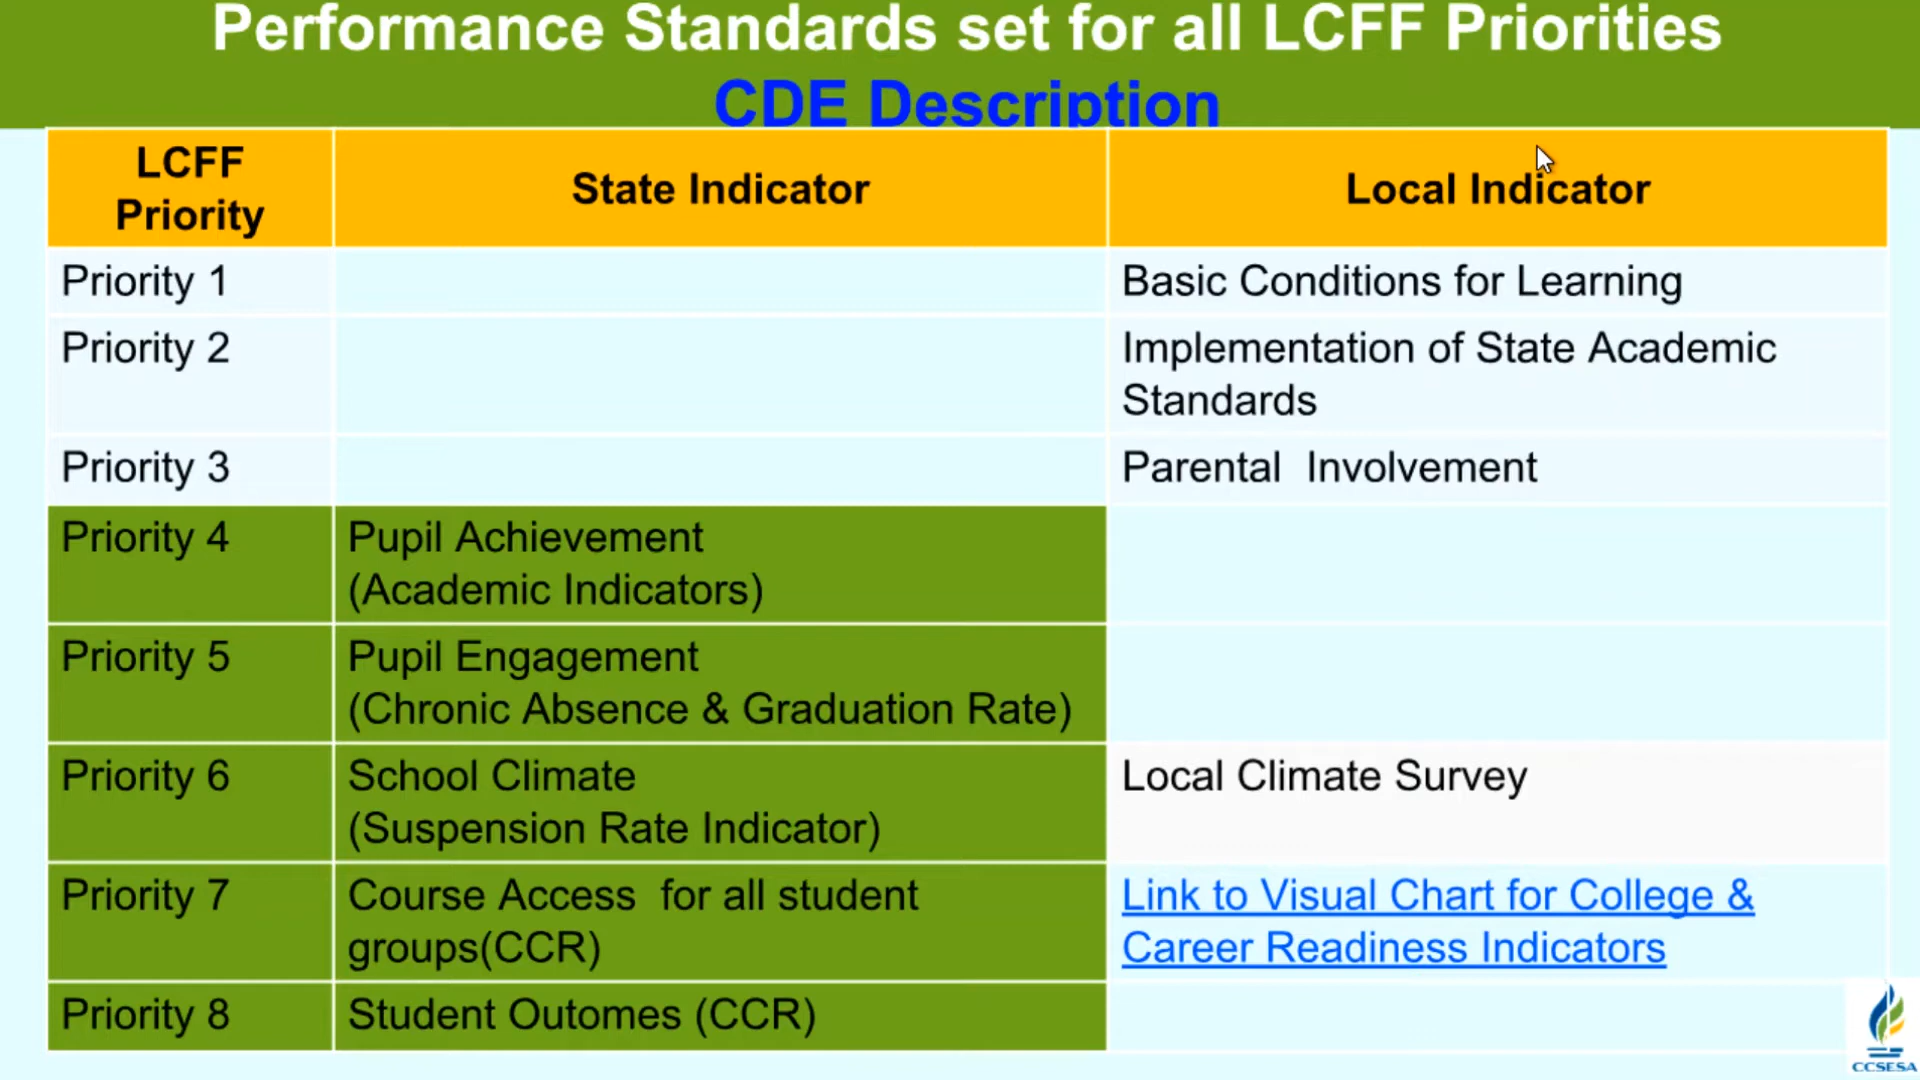 Performance Standards set for all LCFF Priorities
CDE Description
LCFF
Priority
State Indicator
Local Indicator
Priority 1
Basic Conditions for Learning
Priority 2
Implementation of State Academic
Standards
Priority 3
Parental  Involvement
Priority 4
Pupil Achievement
(Academic Indicators)
Priority 5
Pupil Engagement
(Chronic Absence & Graduation Rate)
Priority 6
School Climate
(Suspension Rate Indicator)
Local Climate Survey
Priority 7
Course Access  for all student
groups(CCR)
Link to Visual Chart for College &
Career Readiness Indicators
Priority 8
Student Outomes (CCR)
CCSESA